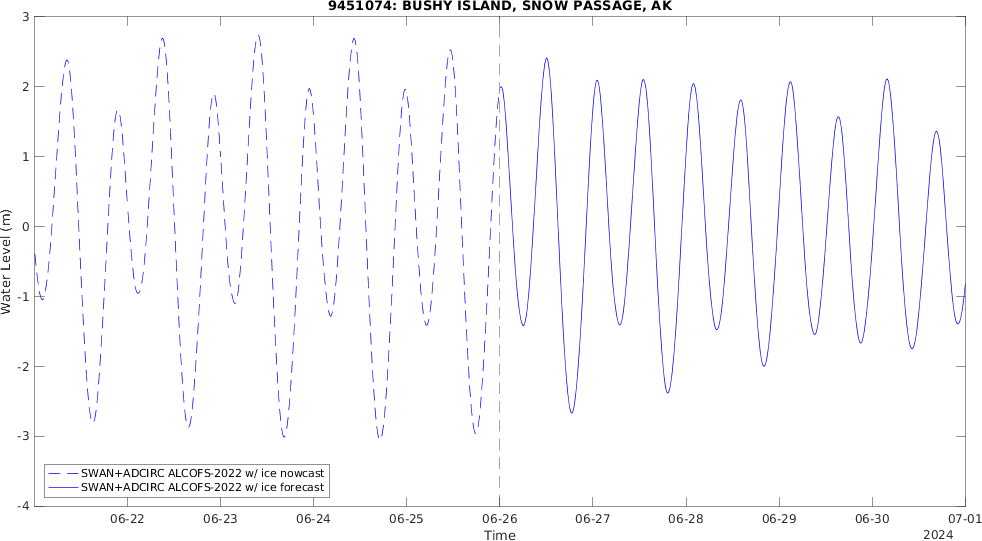 9451074: BUSHY ISLAND, SNOW PASSAGE, AK
3
2
1
0
-1
-2
-3
-4
Water Level (m)
SWAN+ADCIRC ALCOFS-2022 w/ ice nowcast
SWAN+ADCIRC ALCOFS-2022 w/ ice forecast
06-22 06-23 06-24 06-25 06-26 06-27 06-28 06-29 06-30 07-01
Time
2024